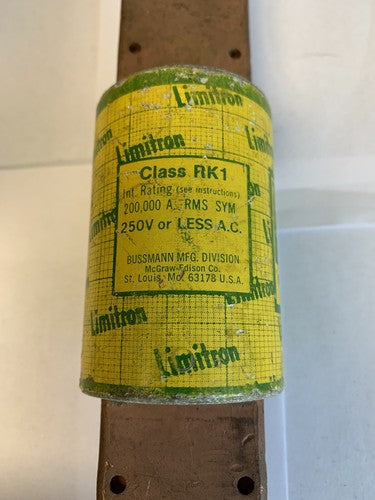 Limitron
Limitron
Class RK1
Int. Rating (see instructions)
200,000 A. RMS SYM
250V or LESS A.C.
BUSSMANN MFG. DIVISION
McGraw-Edison Co.
St. Louis, Mo. 63178 U.S.A.
Limitron
Limitron